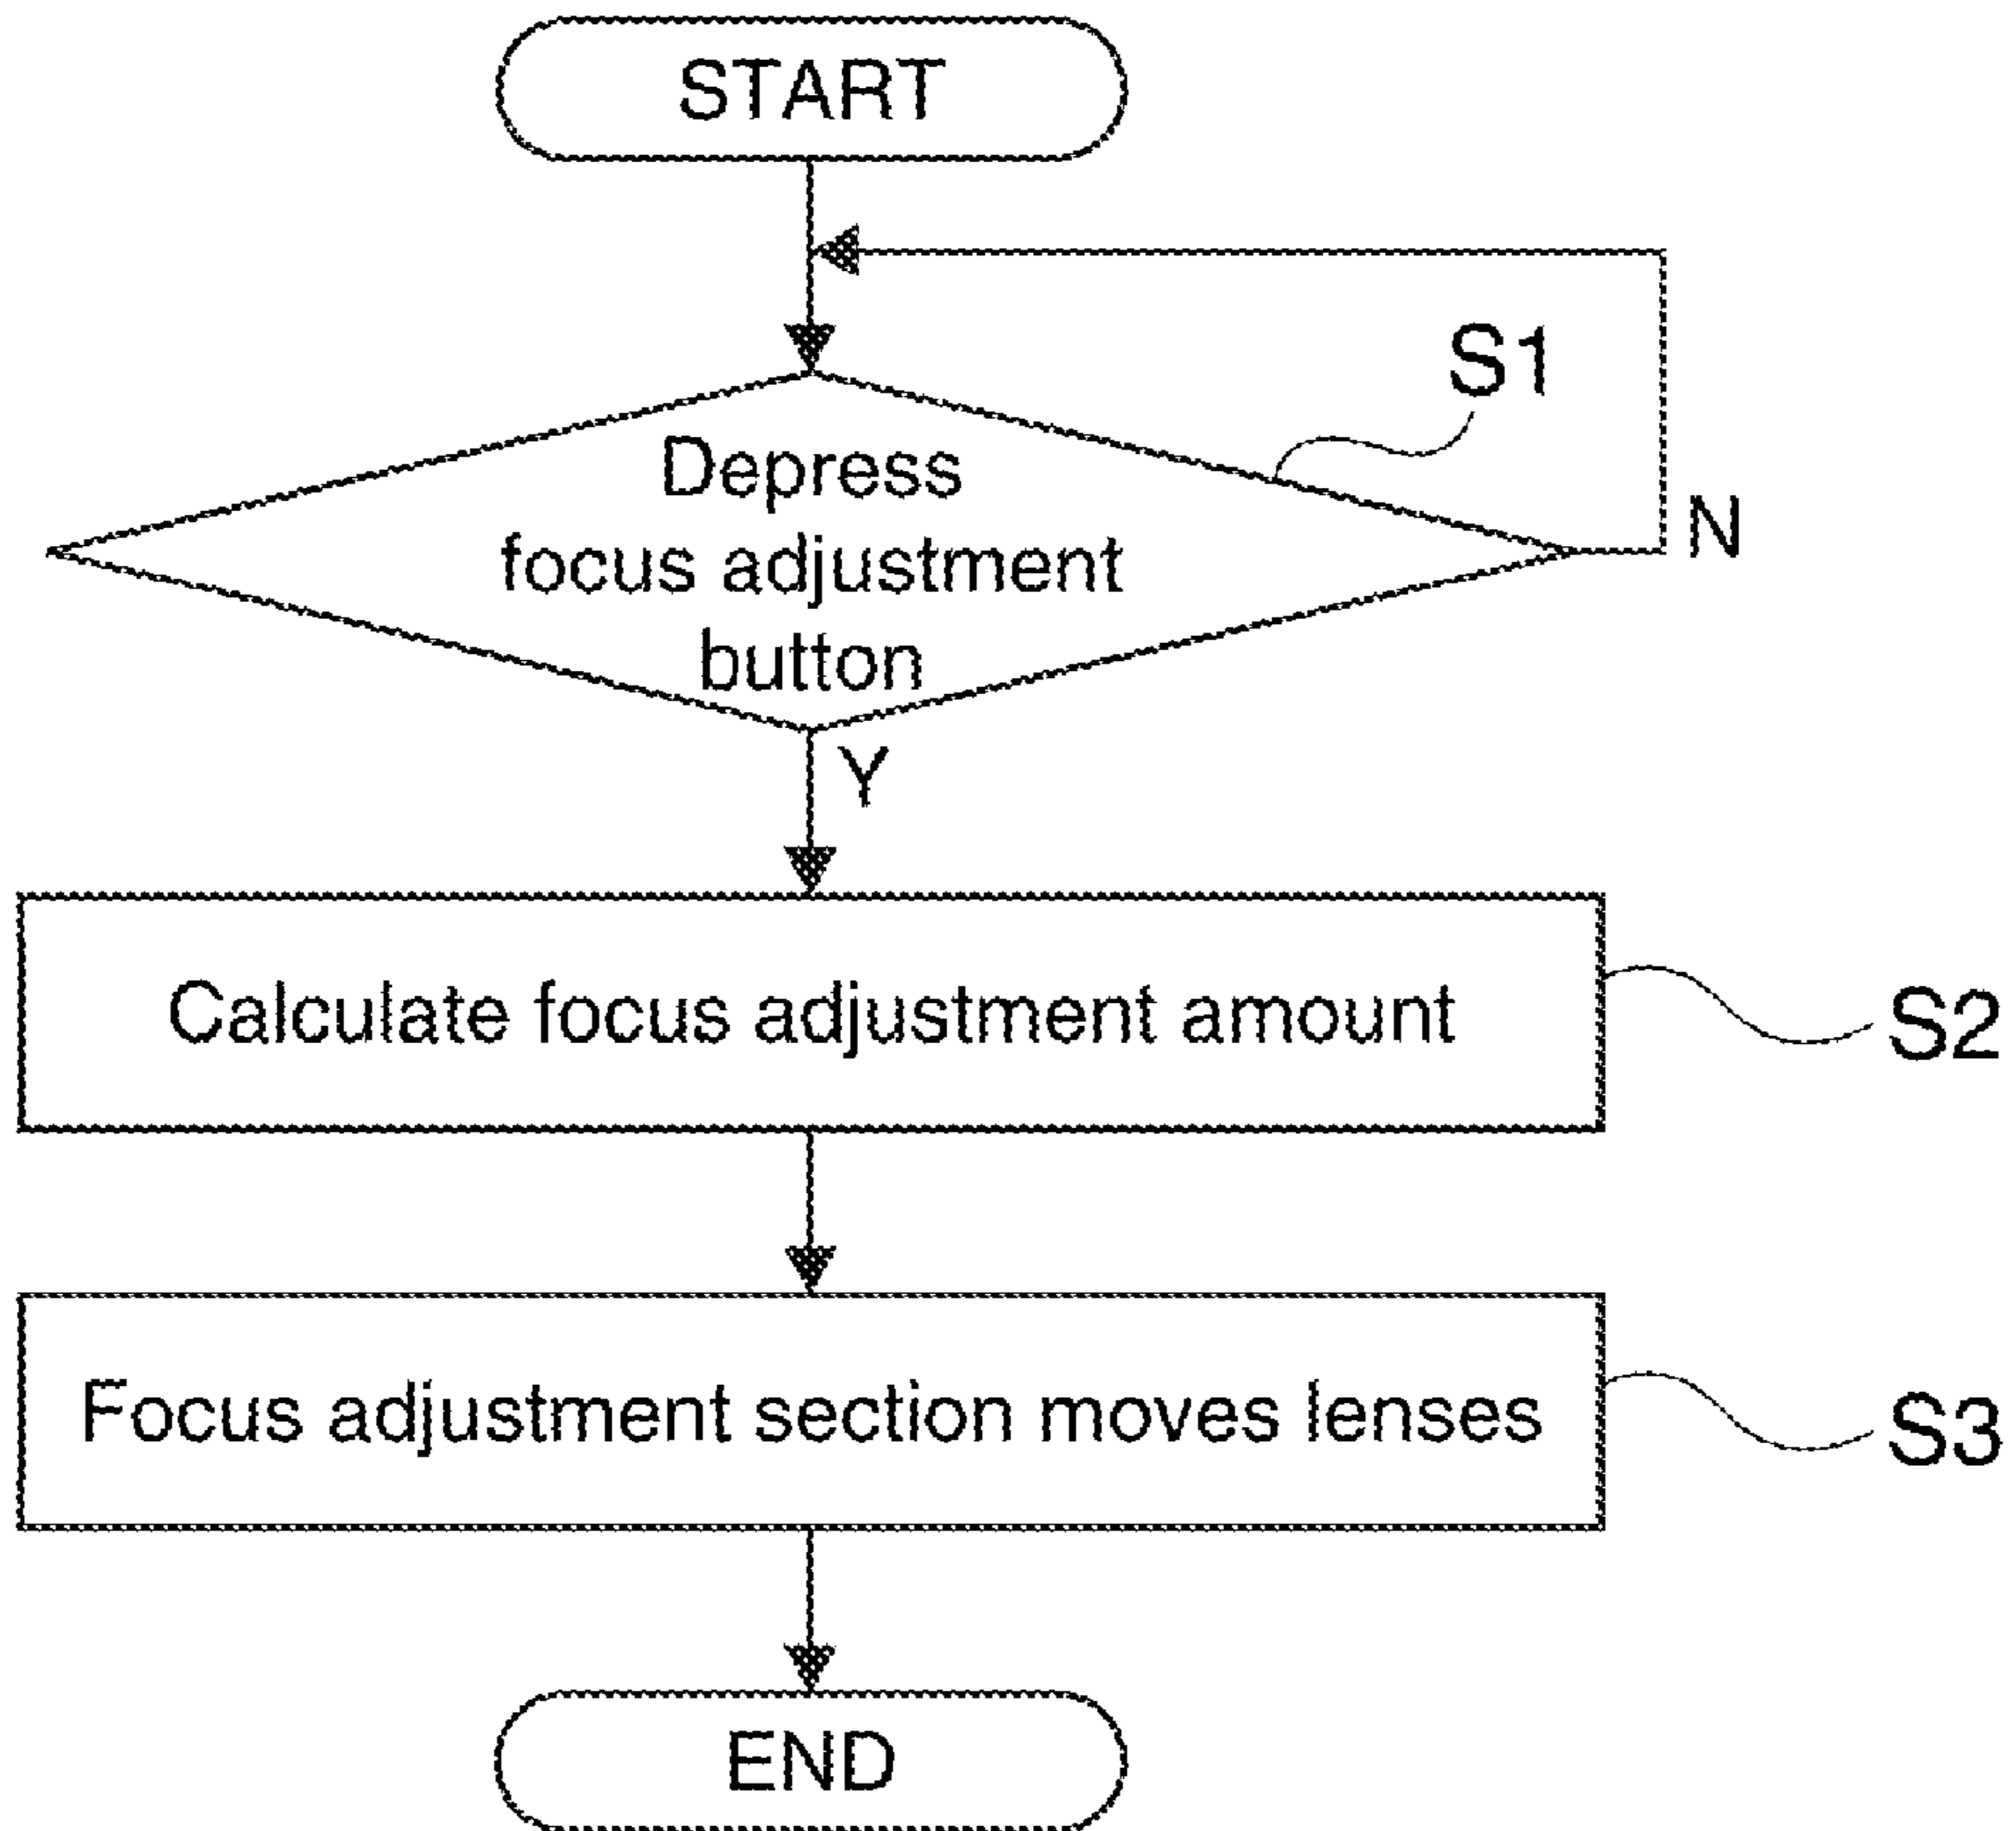 START
S1
Depress
focus adjustment
button
N
Y
Calculate focus adjustment amount
S2
Focus adjustment section moves lenses
S3
END